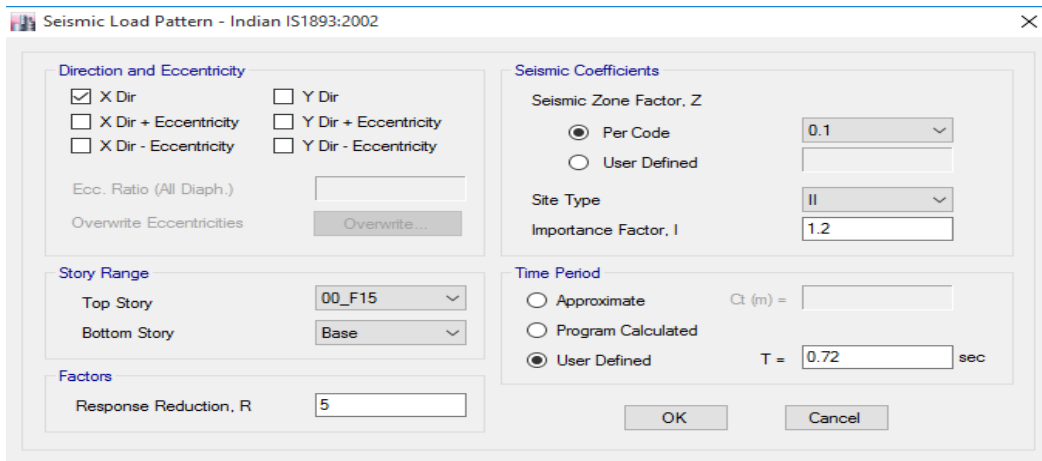 Seismic Load Pattern - Indian IS1893:2002
Direction and Eccentricity
X Dir Y Dir
X Dir + Eccentricity Y Dir + Eccentricity
X Dir - Eccentricity Y Dir - Eccentricity
Ecc. Ratio (All Diaph.)
Overwrite Eccentricities Overwrite...
Story Range
Top Story 00_F15
Bottom Story Base
Factors
Response Reduction, R 5
Seismic Coefficients
Seismic Zone Factor, Z
Per Code 0.1
User Defined
Site Type II
Importance Factor, I 1.2
Time Period
Approximate Ct (m) =
Program Calculated
User Defined T = 0.72 sec
OK Cancel